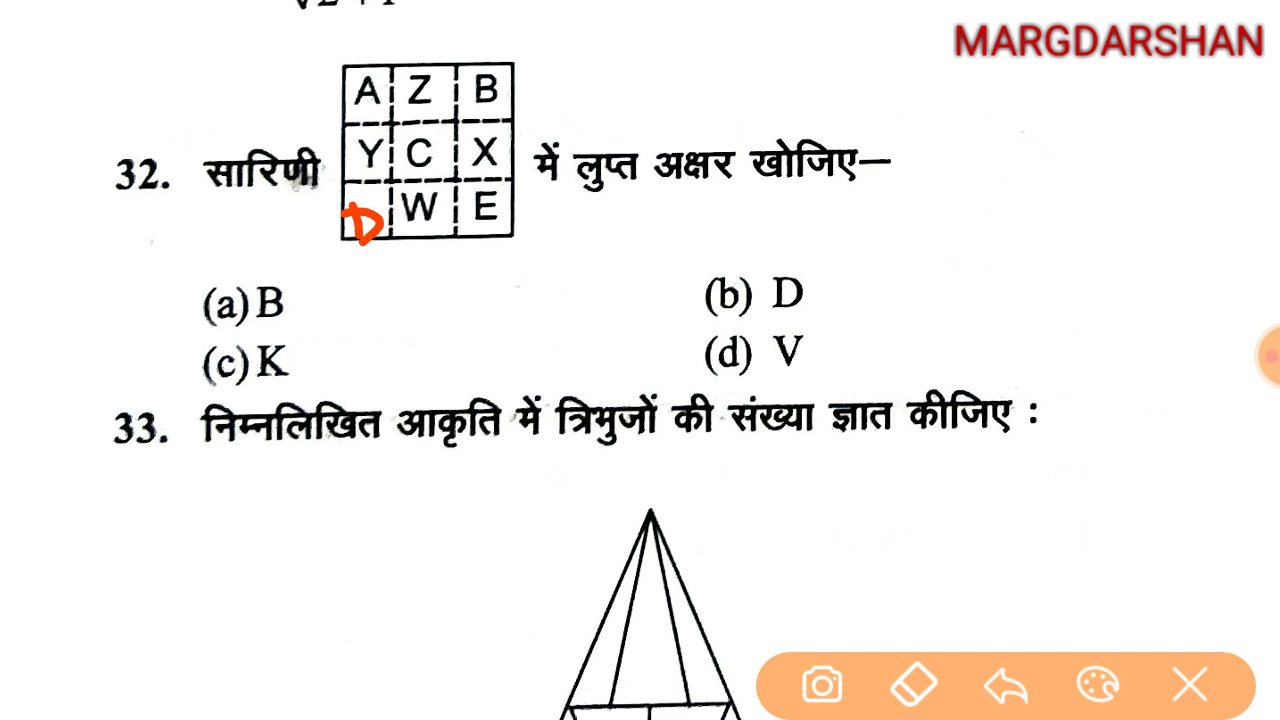 MARGDARSHAN
A Z B
32. सारिणी Y C X में लुप्त अक्षर खोजिए—
D W E
(a) B (b) D
(c) K (d) V
33. निम्नलिखित आकृति में त्रिभुजों की संख्या ज्ञात कीजिए :